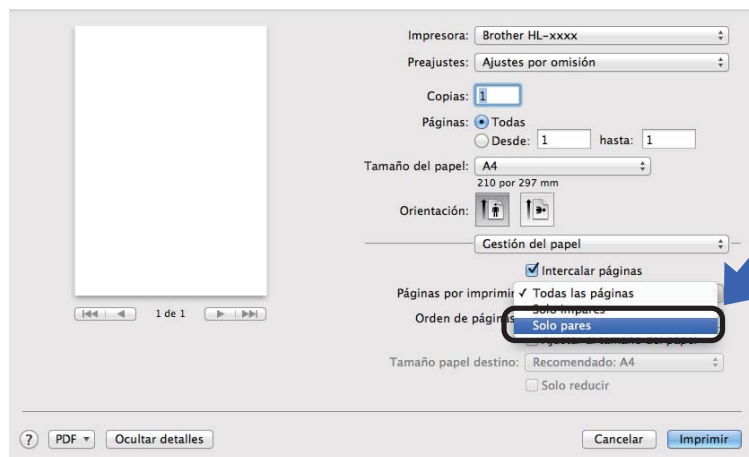 Impresora: Brother HL-xxxx
Preajustes: Ajustes por omisión
Copias: 1
Páginas: Todas
Desde: 1 hasta: 1
Tamaño del papel: A4
210 por 297 mm
Orientación:
Gestión del papel
Intercalar páginas
Páginas por imprimir ✓ Todas las páginas
Solo impares
1 de 1
Orden de páginas
Solo pares
Tamaño papel destino: Recomendado: A4
Solo reducir
? PDF Ocultar detalles Cancelar Imprimir